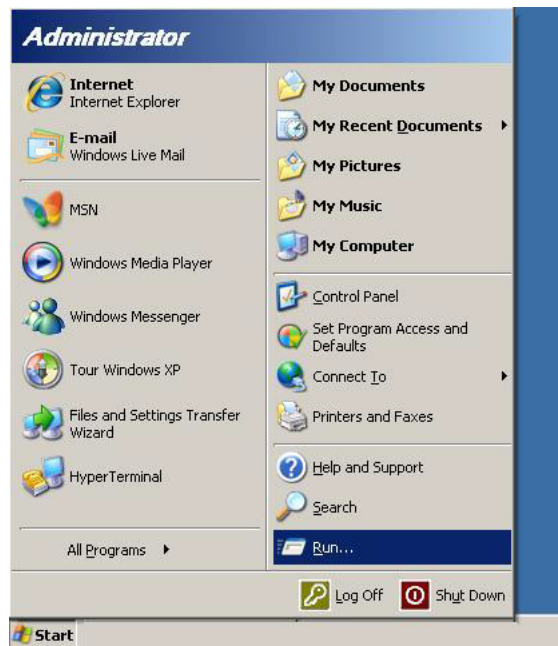 Administrator
Internet
Internet Explorer
E-mail
Windows Live Mail
MSN
Windows Media Player
Windows Messenger
Tour Windows XP
Files and Settings Transfer
Wizard
HyperTerminal
All Programs
My Documents
My Recent Documents
My Pictures
My Music
My Computer
Control Panel
Set Program Access and
Defaults
Connect To
Printers and Faxes
Help and Support
Search
Run...
Log Off
Shut Down
Start